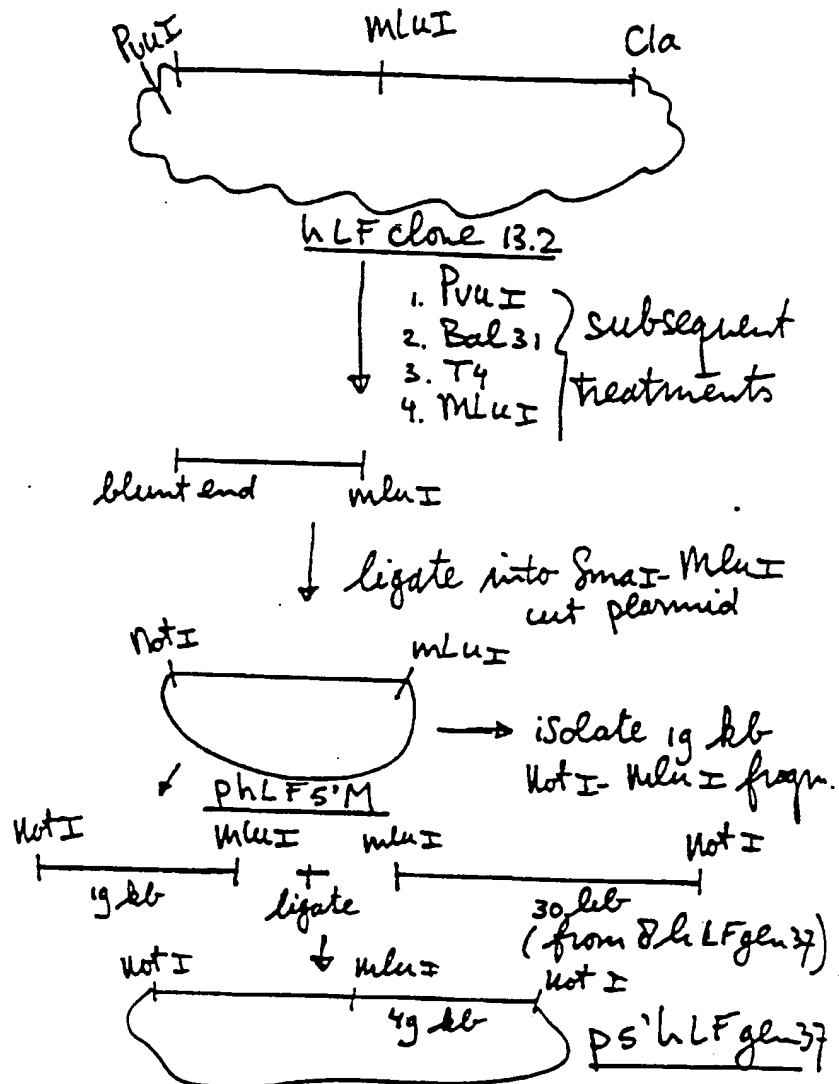 PvuI
mLuI
Cla
hLF clone 13.2
1. PvuI
2. Bal31
3. T4
4. MLuI
subsequent
treatments
blunt end
mluI
ligate into SmaI-MluI
cut plasmid
NotI
mLuI
isolate 19 kb
NotI-mluI fragm.
phLF5'M
NotI
mluI
mluI
NotI
19 kb
+
ligate
30 kb
(from 8hLFgen37)
NotI
mluI
NotI
49 kb
p5'hLFgen37